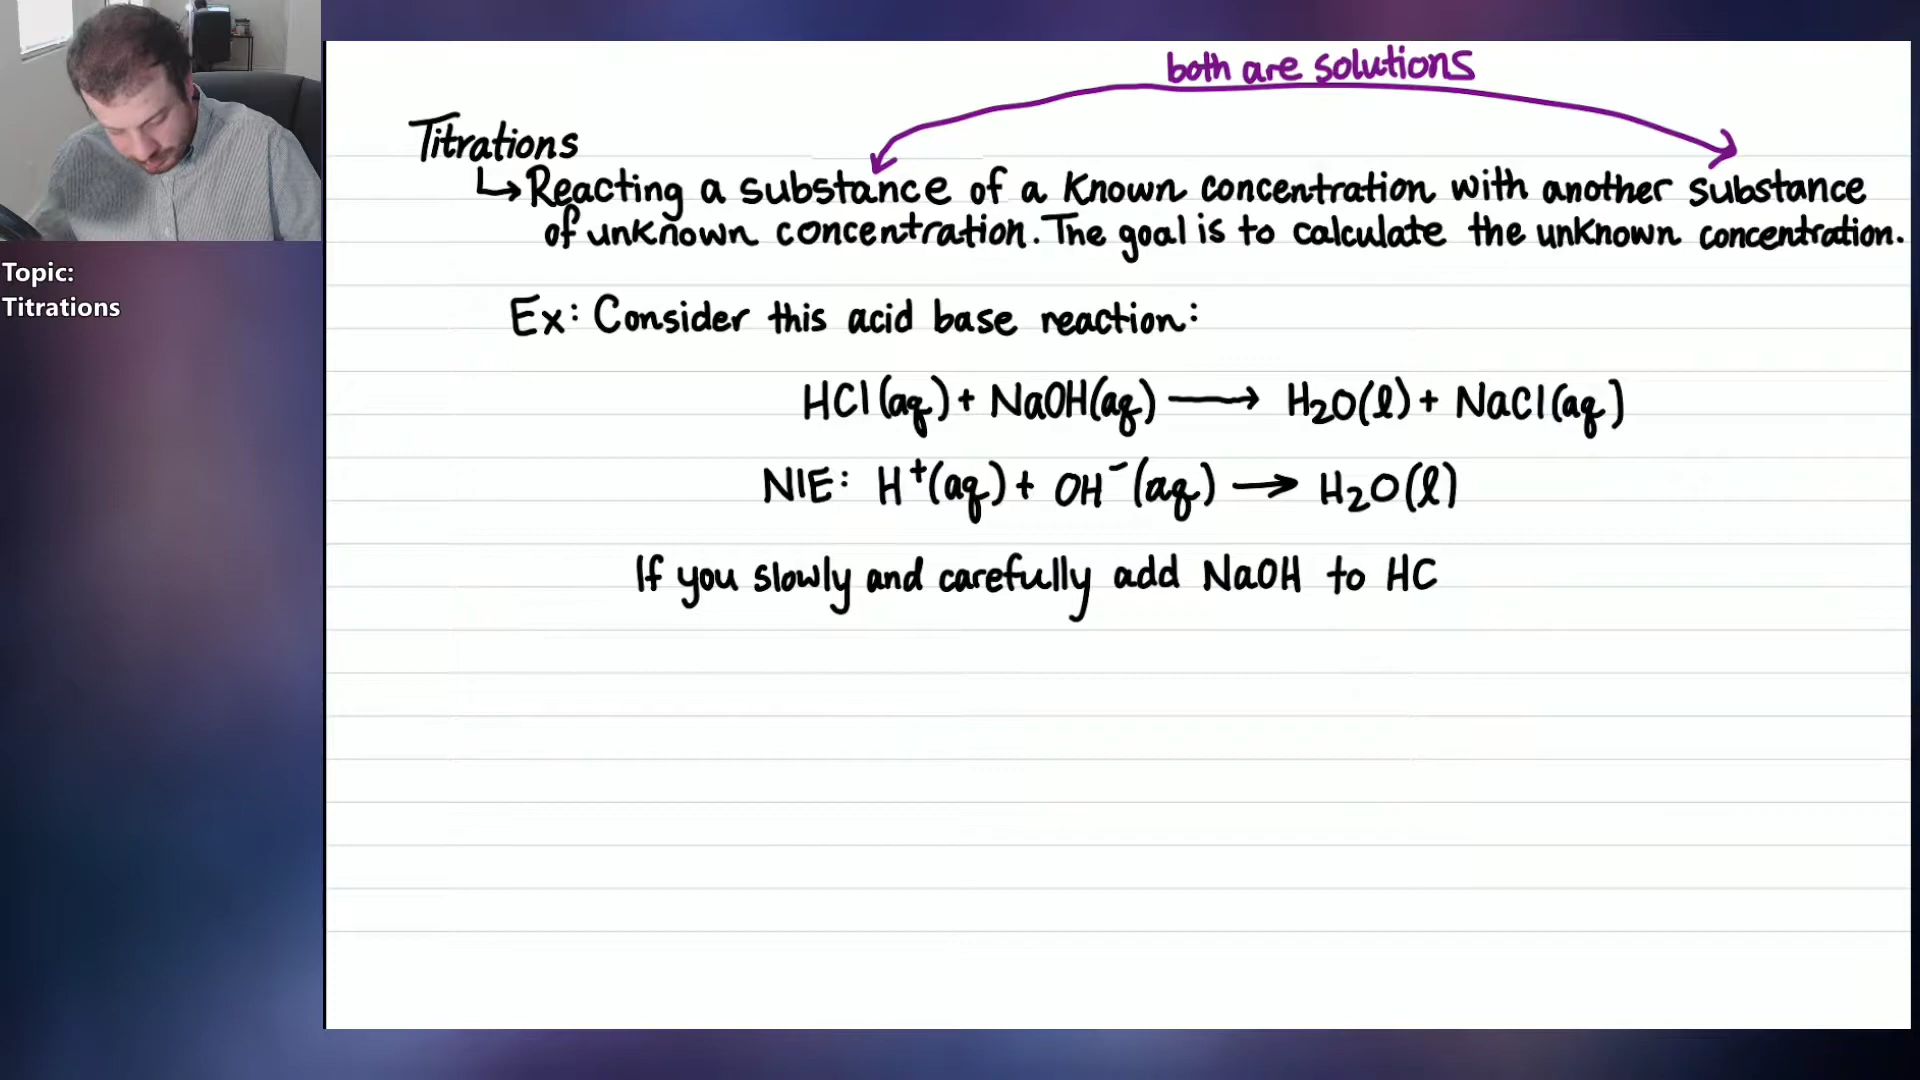 both are solutions
Titrations
↳Reacting a substance of a known concentration with another substance
of unknown concentration. The goal is to calculate the unknown concentration.
Topic:
Titrations
Ex: Consider this acid base reaction:
HCl(aq) + NaOH(aq) ⟶ H₂O(l) + NaCl(aq)
NIE: H⁺(aq) + OH⁻(aq) ⟶ H₂O(l)
If you slowly and carefully add NaOH to HC